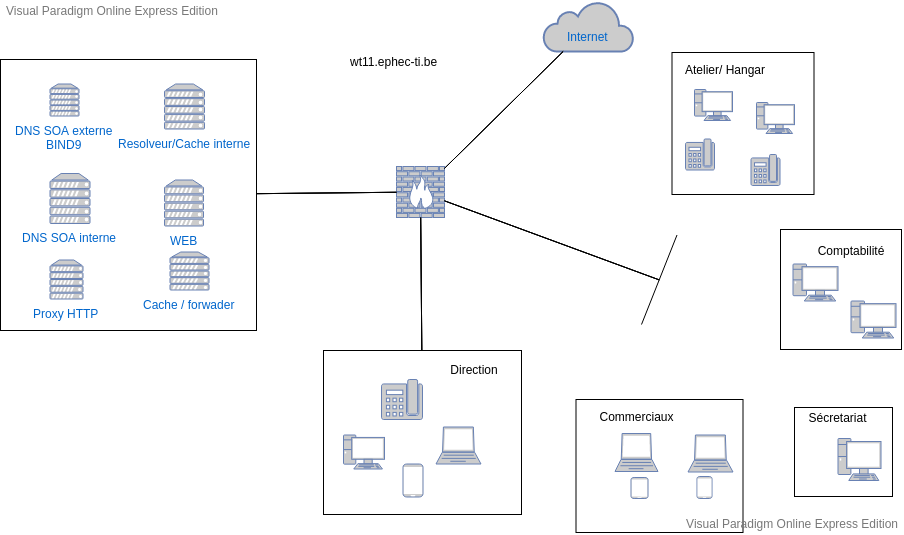 Visual Paradigm Online Express Edition
Internet
wt11.ephec-ti.be
Atelier/ Hangar
DNS SOA externe
BIND9
Resolveur/Cache interne
DNS SOA interne
WEB
Proxy HTTP
Cache / forwader
Comptabilité
Direction
Commerciaux
Sécretariat
Visual Paradigm Online Express Edition